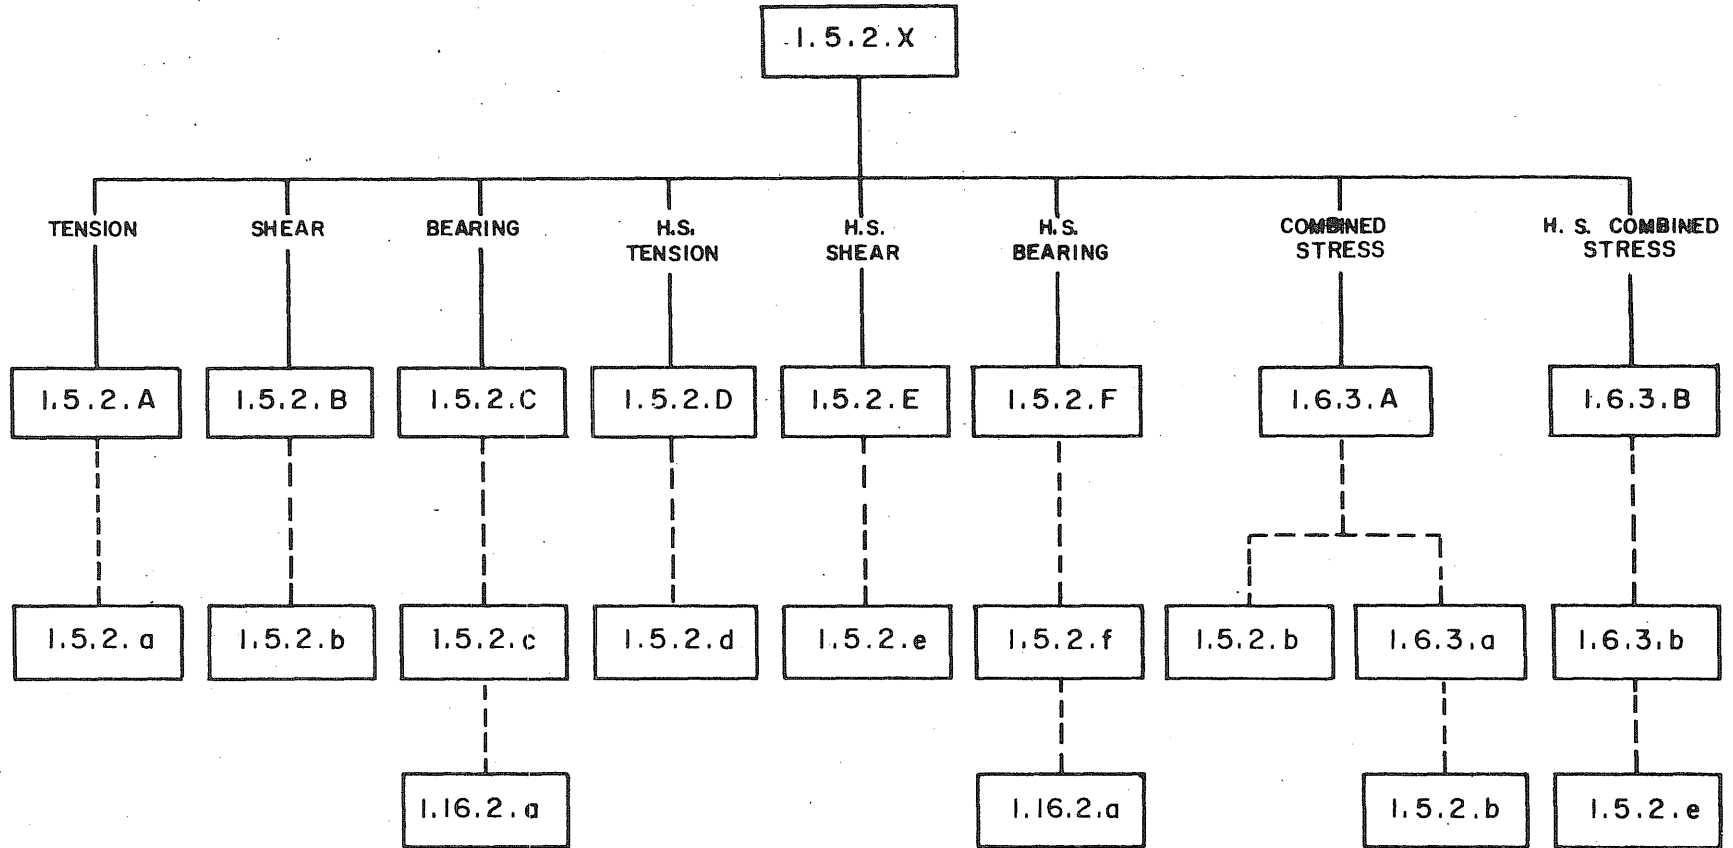 1.5.2.X
TENSION
SHEAR
BEARING
H.S.
TENSION
H.S.
SHEAR
H.S.
BEARING
COMBINED
STRESS
H. S. COMBINED
STRESS
1.5.2.A
1.5.2.B
1.5.2.C
1.5.2.D
1.5.2.E
1.5.2.F
1.6.3.A
1.6.3.B
1.5.2.a
1.5.2.b
1.5.2.c
1.5.2.d
1.5.2.e
1.5.2.f
1.5.2.b
1.6.3.a
1.6.3.b
1.16.2.a
1.16.2.a
1.5.2.b
1.5.2.e